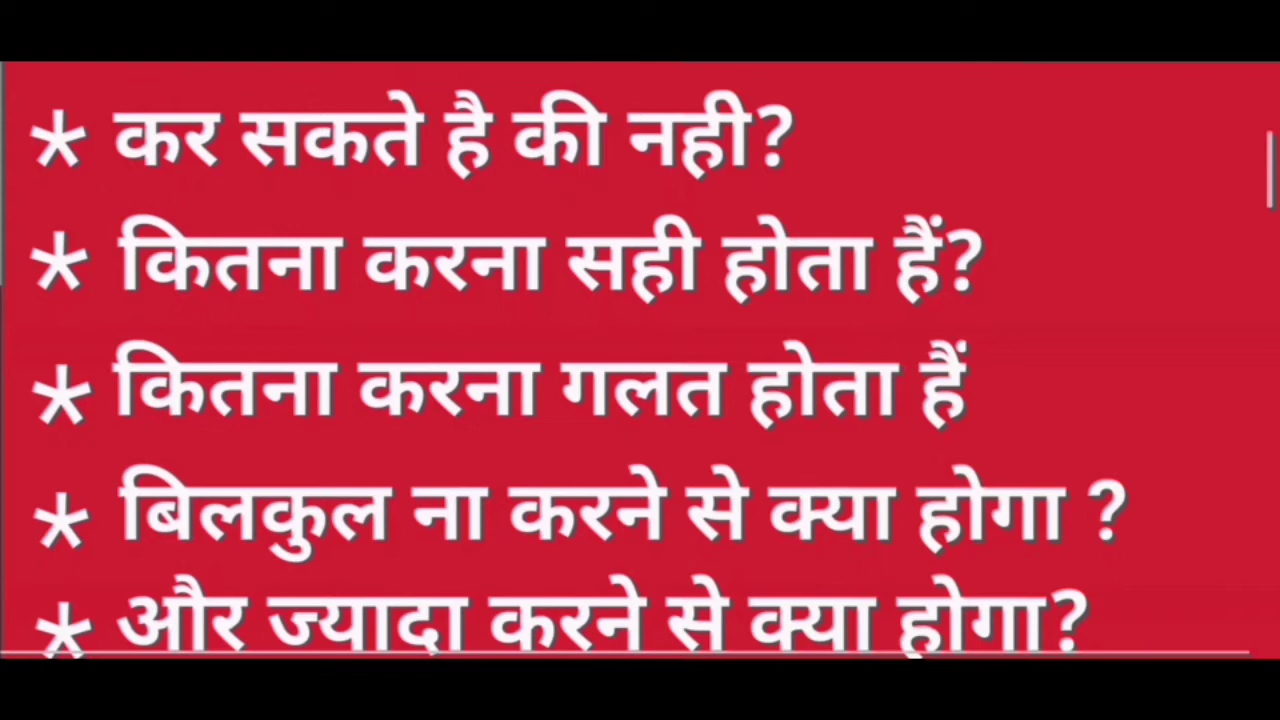 * कर सकते है की नही?
* कितना करना सही होता हैं?
* कितना करना गलत होता हैं
* बिलकुल ना करने से क्या होगा ?
* और ज्यादा करने से क्या होगा?